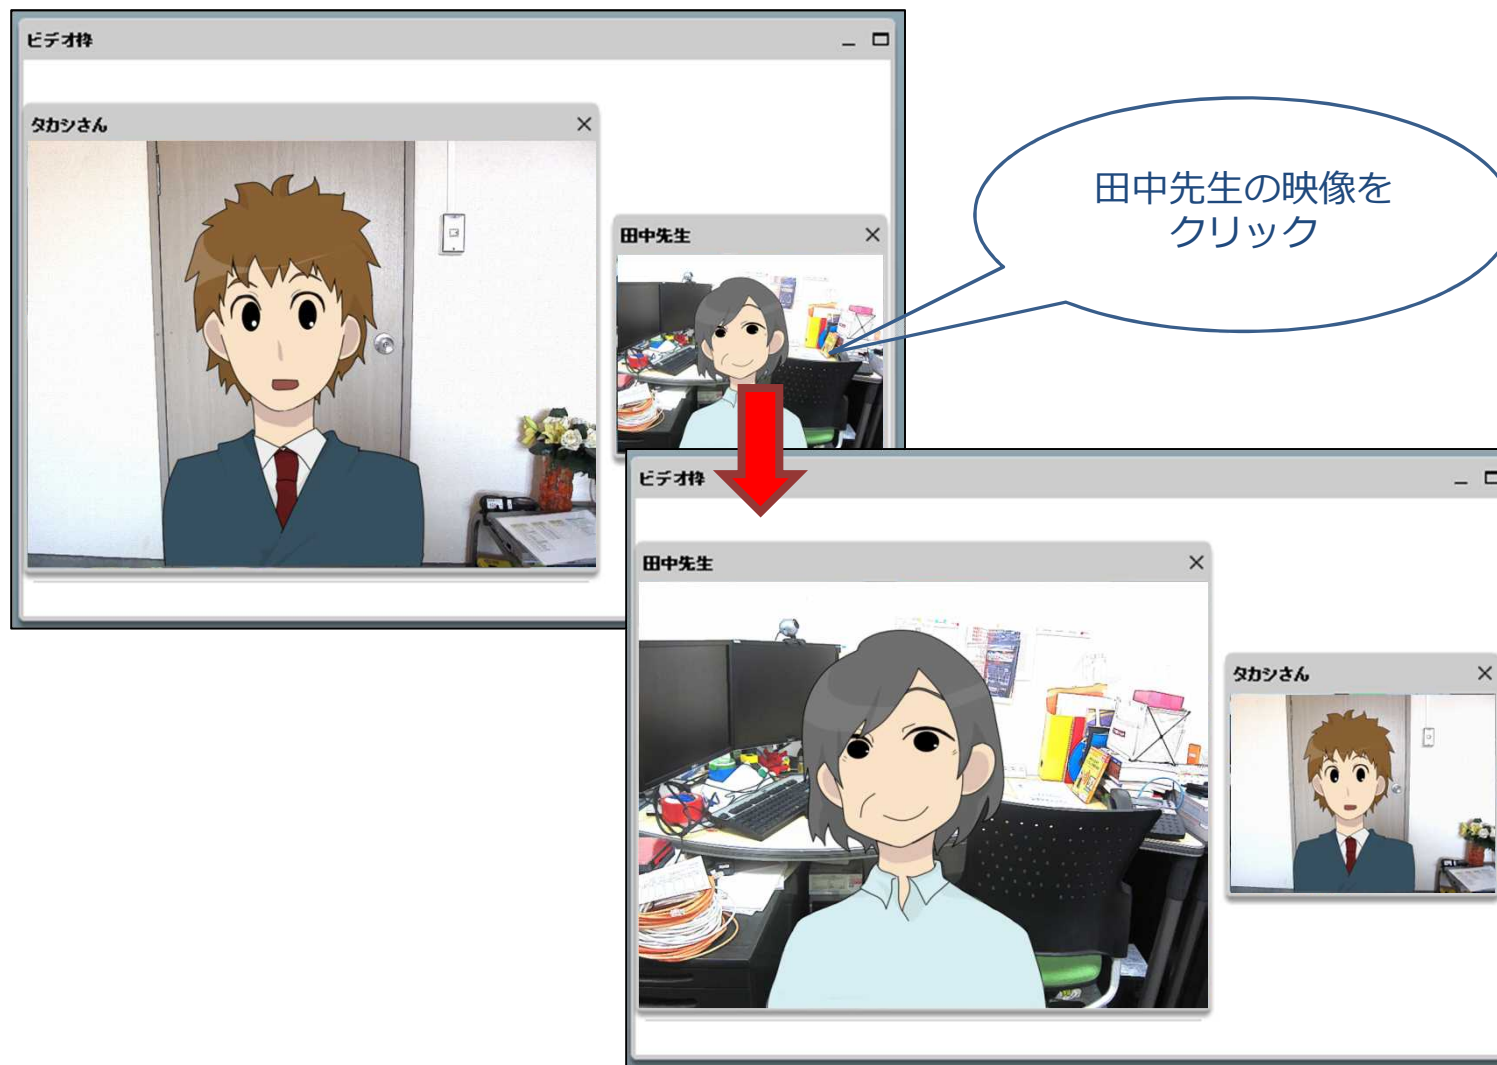 ビデオ枠
タカシさん
田中先生
田中先生の映像を
クリック
ビデオ枠
田中先生
タカシさん